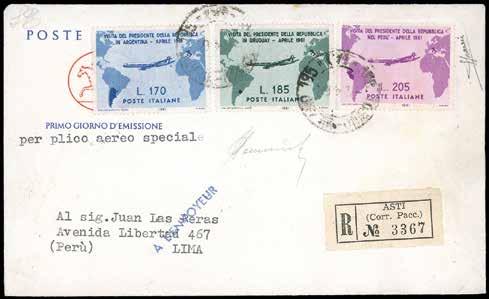 POSTE
VISITA DEL PRESIDENTE DELLA REPUBBLICA
IN ARGENTINA - APRILE 1961
L. 170
POSTE ITALIANE
1961
VISITA DEL PRESIDENTE DELLA REPUBBLICA
IN URUGUAY - APRILE 1961
L. 185
POSTE ITALIANE
1961
VISITA DEL PRESIDENTE DELLA REPUBBLICA
NEL PERU' - APRILE 1961
L. 205
POSTE ITALIANE
1961
PRIMO GIORNO D'EMISSIONE
per plico aereo speciale
Al sig.Juan Las Heras
Avenida Libertad 467
(Perù) LIMA
ASTI
(Corr. Pacc.)
R № 3367